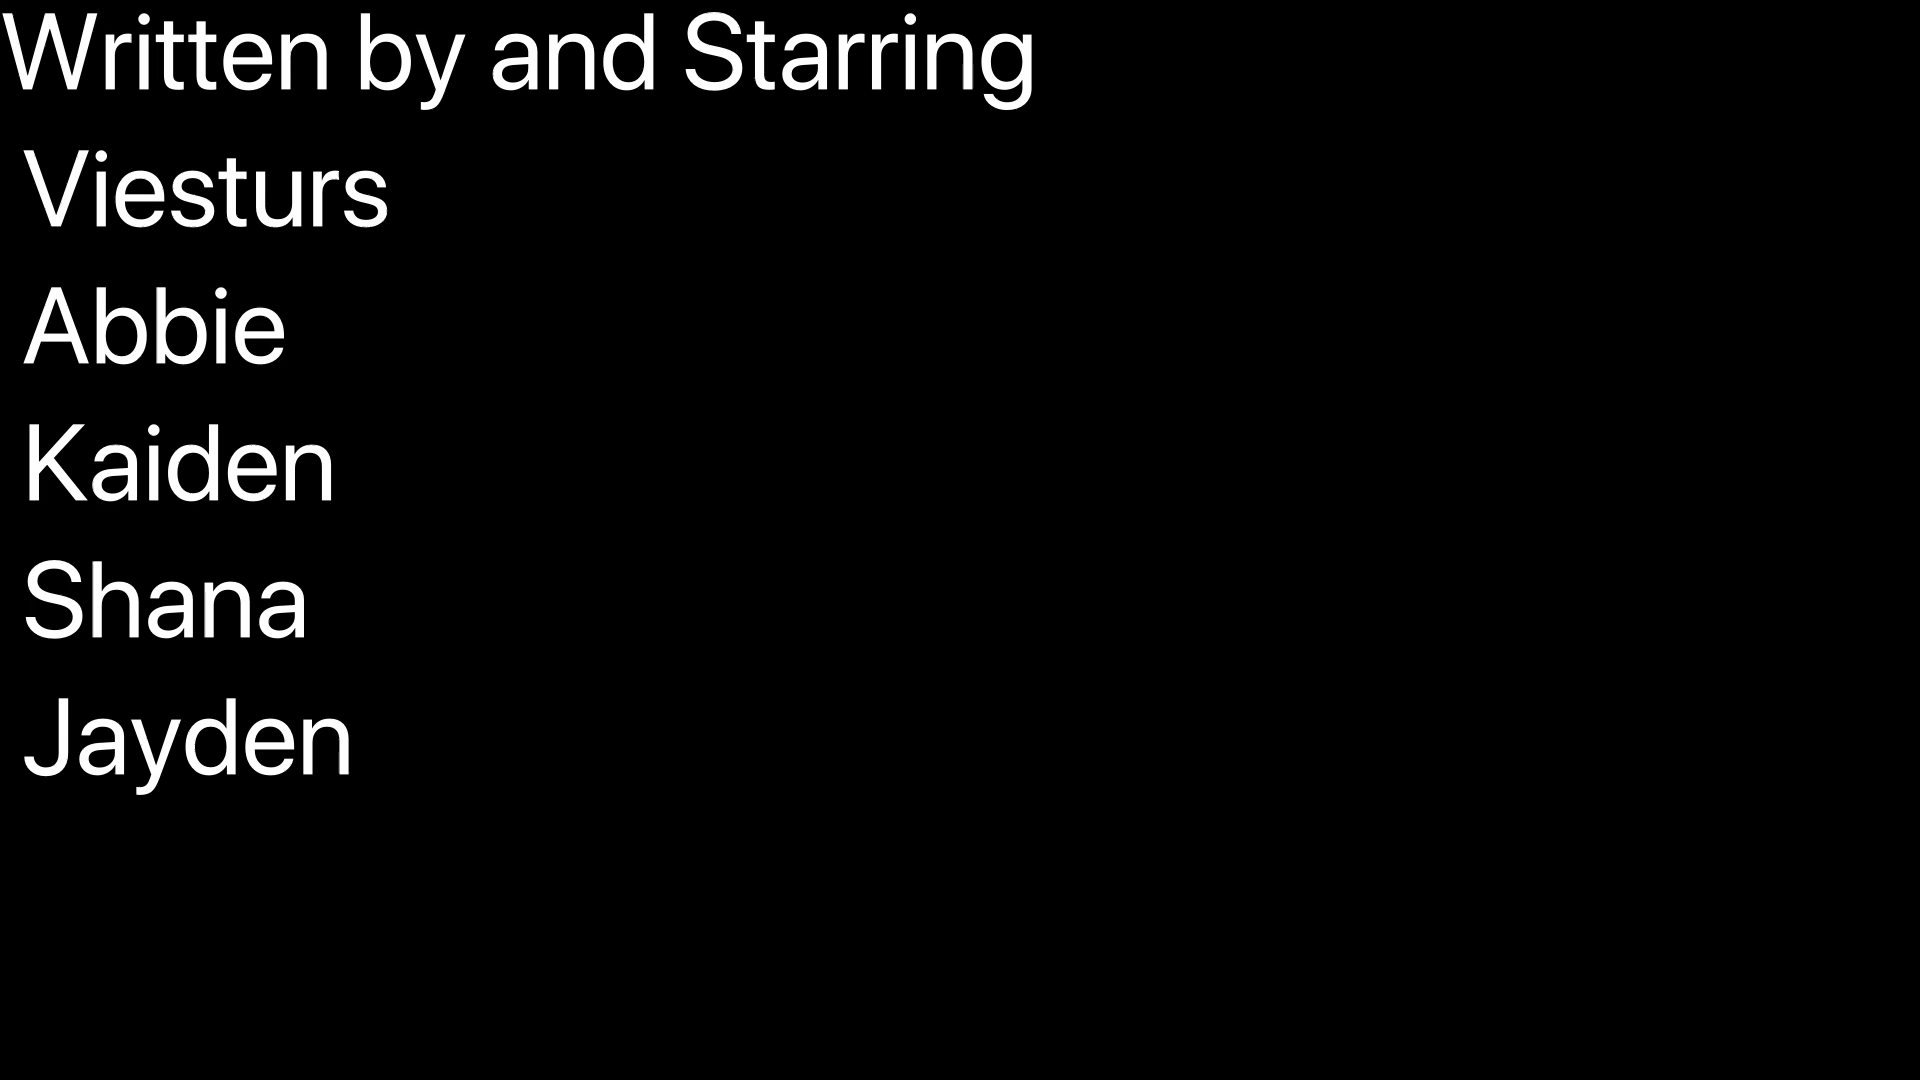 Written by and Starring
Viesturs
Abbie
Kaiden
Shana
Jayden